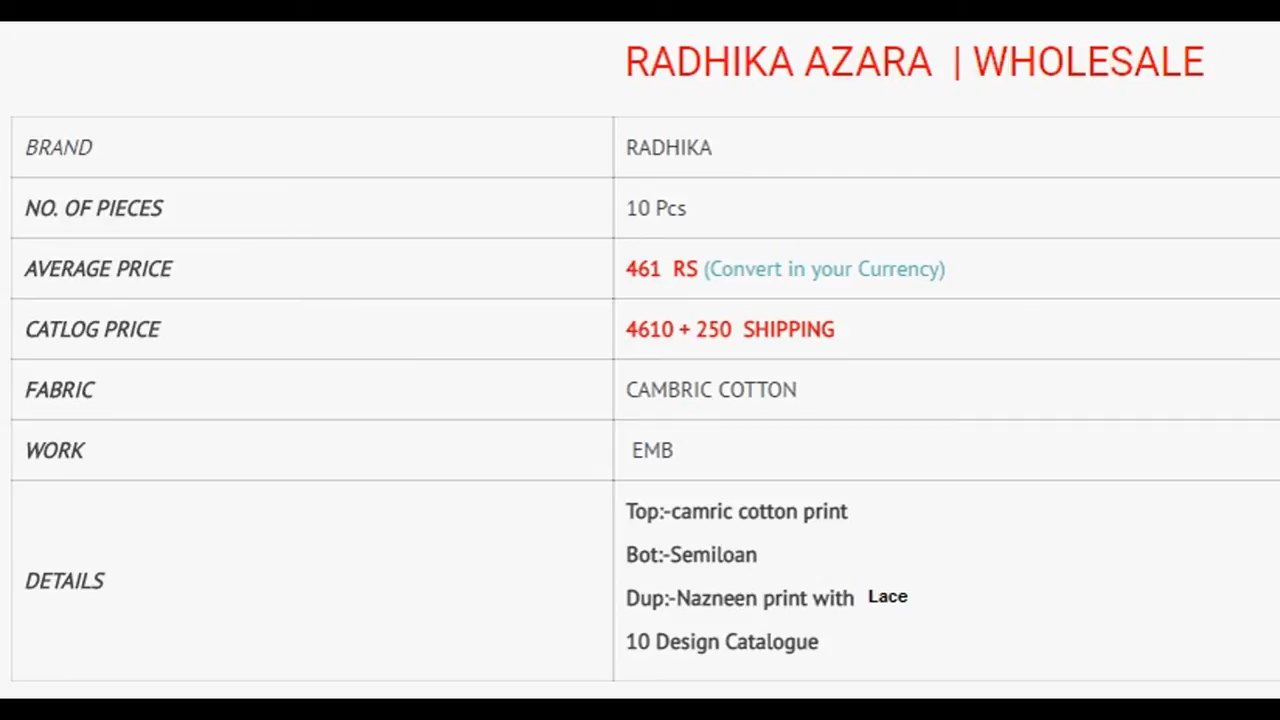 RADHIKA AZARA | WHOLESALE
BRAND RADHIKA
NO. OF PIECES 10 Pcs
AVERAGE PRICE 461 RS (Convert in your Currency)
CATLOG PRICE 4610 + 250 SHIPPING
FABRIC CAMBRIC COTTON
WORK EMB
DETAILS
Top:-camric cotton print
Bot:-Semiloan
Dup:-Nazneen print with Lace
10 Design Catalogue